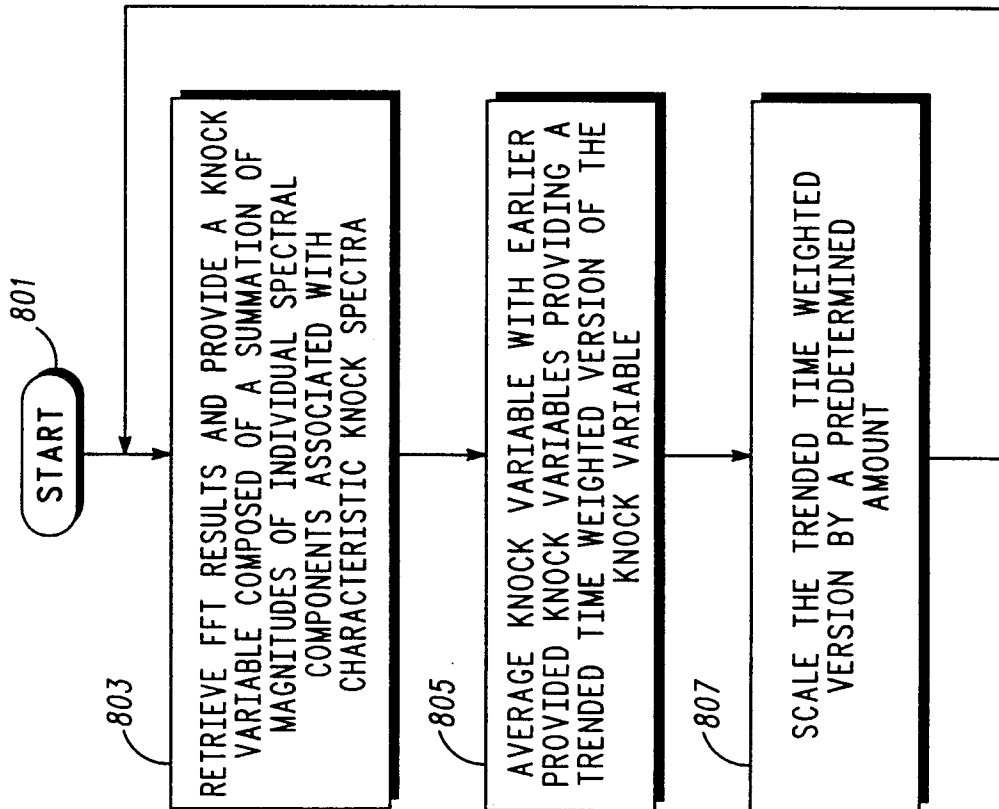 801
START
803
RETRIEVE FFT RESULTS AND PROVIDE A KNOCK
VARIABLE COMPOSED OF A SUMMATION OF
MAGNITUDES OF INDIVIDUAL SPECTRAL
COMPONENTS ASSOCIATED WITH
CHARACTERISTIC KNOCK SPECTRA
805
AVERAGE KNOCK VARIABLE WITH EARLIER
PROVIDED KNOCK VARIABLES PROVIDING A
TRENDED TIME WEIGHTED VERSION OF THE
KNOCK VARIABLE
807
SCALE THE TRENDED TIME WEIGHTED
VERSION BY A PREDETERMINED
AMOUNT